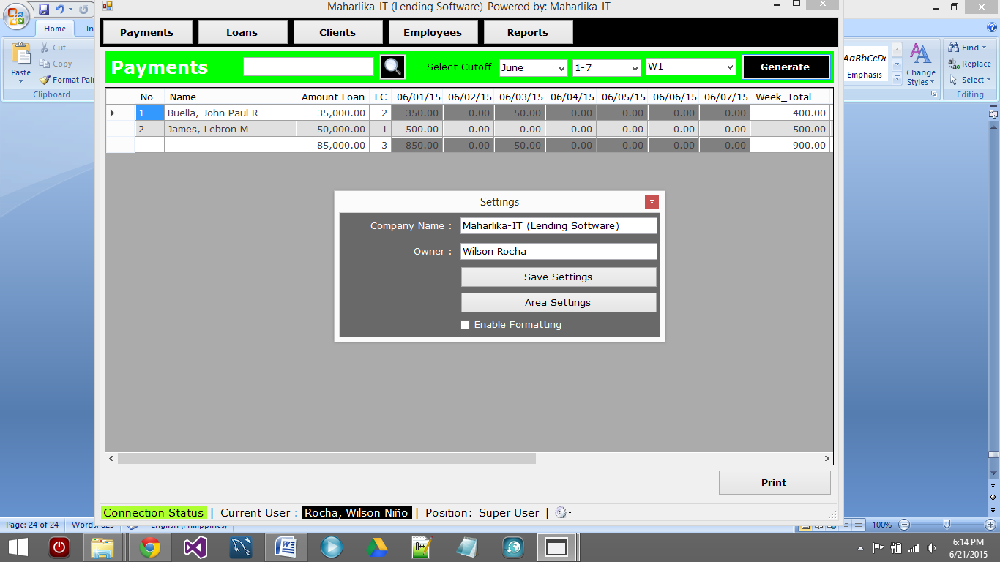 Maharlika-IT (Lending Software)-Powered by: Maharlika-IT
Home In
Cut
Copy
Format Pain
Paste
Clipboard
Payments Loans Clients Employees Reports
Payments Select Cutoff June 1-7 W1 Generate
AaBbCcDc
Emphasis
Change
Styles
Find
Replace
Select
Editing
No Name Amount Loan LC 06/01/15 06/02/15 06/03/15 06/04/15 06/05/15 06/06/15 06/07/15 Week_Total
1 Buella, John Paul R 35,000.00 2 350.00 0.00 50.00 0.00 0.00 0.00 0.00 400.00
2 James, Lebron M 50,000.00 1 500.00 0.00 0.00 0.00 0.00 0.00 0.00 500.00
85,000.00 3 850.00 0.00 50.00 0.00 0.00 0.00 0.00 900.00
Settings x
Company Name : Maharlika-IT (Lending Software)
Owner : Wilson Rocha
Save Settings
Area Settings
Enable Formatting
Print
Connection Status | Current User : Rocha, Wilson Niño | Position: Super User |
Page: 24 of 24 Words: 825 English (Philippines) 100%
6:14 PM
6/21/2015